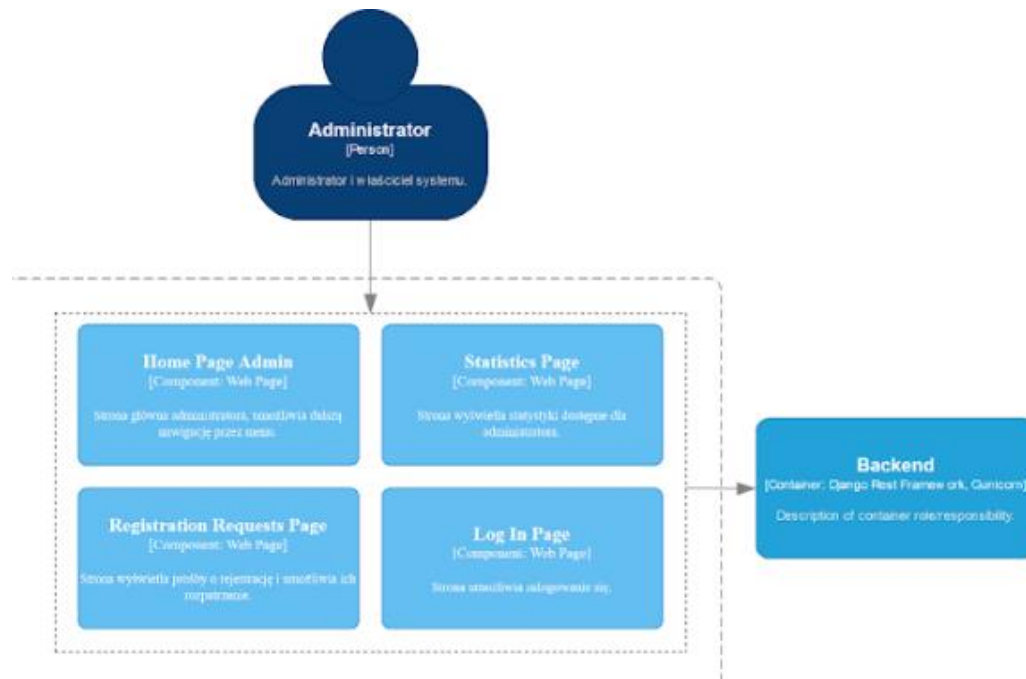 Administrator
[Person]
Administrator i właściciel systemu.
Home Page Admin
[Component: Web Page]
Strona główna administratora, umożliwia dalszą
nawigację przez menu.
Statistics Page
[Component: Web Page]
Strona wyświetla statystyki dostępne dla
administratora.
Registration Requests Page
[Component: Web Page]
Strona wyświetla prośby o rejestrację i umożliwia ich
rozpatrzenie.
Log In Page
[Component: Web Page]
Strona umożliwia zalogowanie się.
Backend
[Container: Django Rest Framework, Gunicorn]
Description of container role/responsibility.